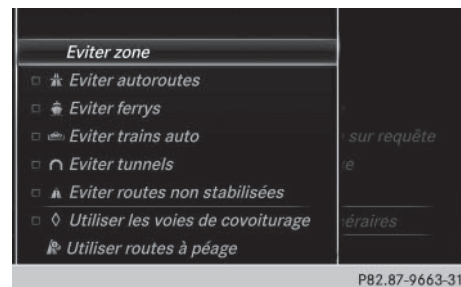 Eviter zone
Eviter autoroutes
Eviter ferrys
Eviter trains auto
sur requête
Eviter tunnels
Eviter routes non stabilisées
Utiliser les voies de covoiturage
Utiliser routes à péage
P82.87-9663-31